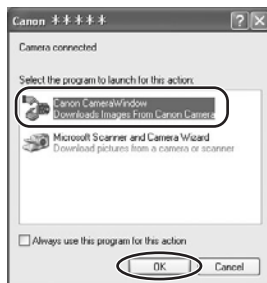 Canon ＊＊＊＊＊
Camera connected
Select the program to launch for this action:
Canon CameraWindow
Downloads Images From Canon Camera
Microsoft Scanner and Camera Wizard
Download pictures from a camera or scanner
Always use this program for this action
OK
Cancel